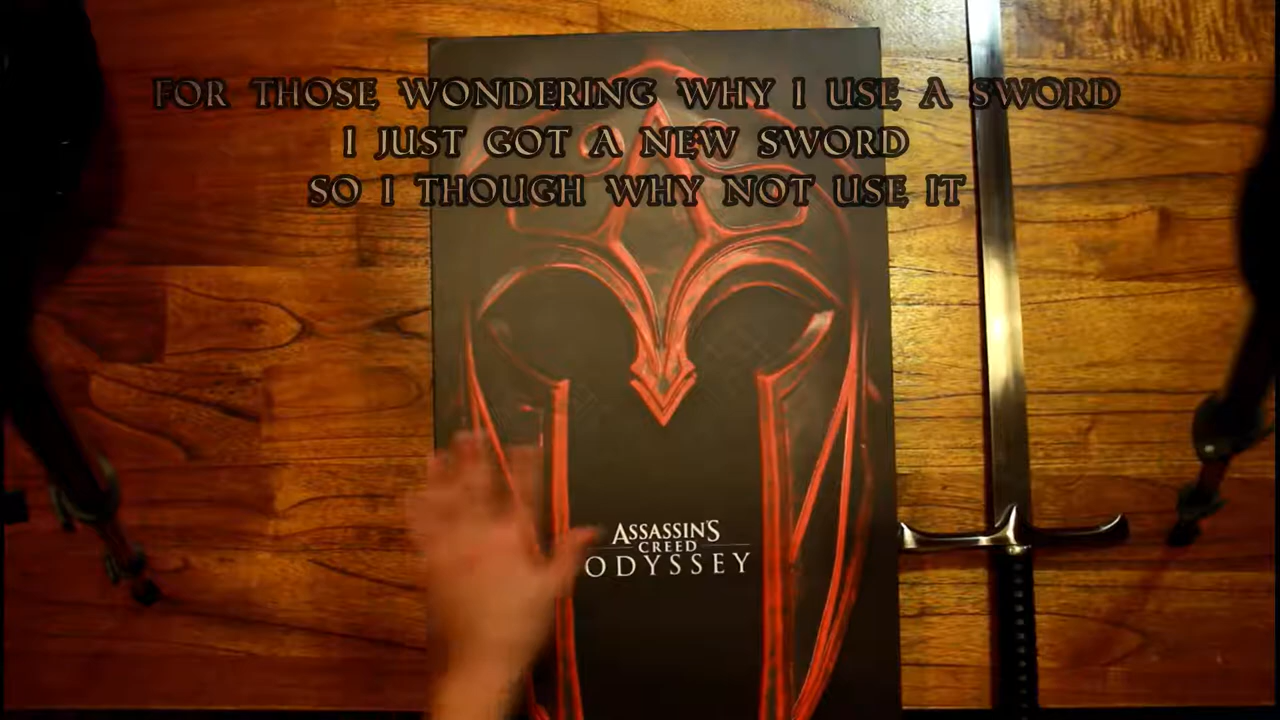 FOR THOSE WONDERING WHY I USE A SWORD
I JUST GOT A NEW SWORD
SO I THOUGH WHY NOT USE IT
ASSASSIN'S
CREED
ODYSSEY